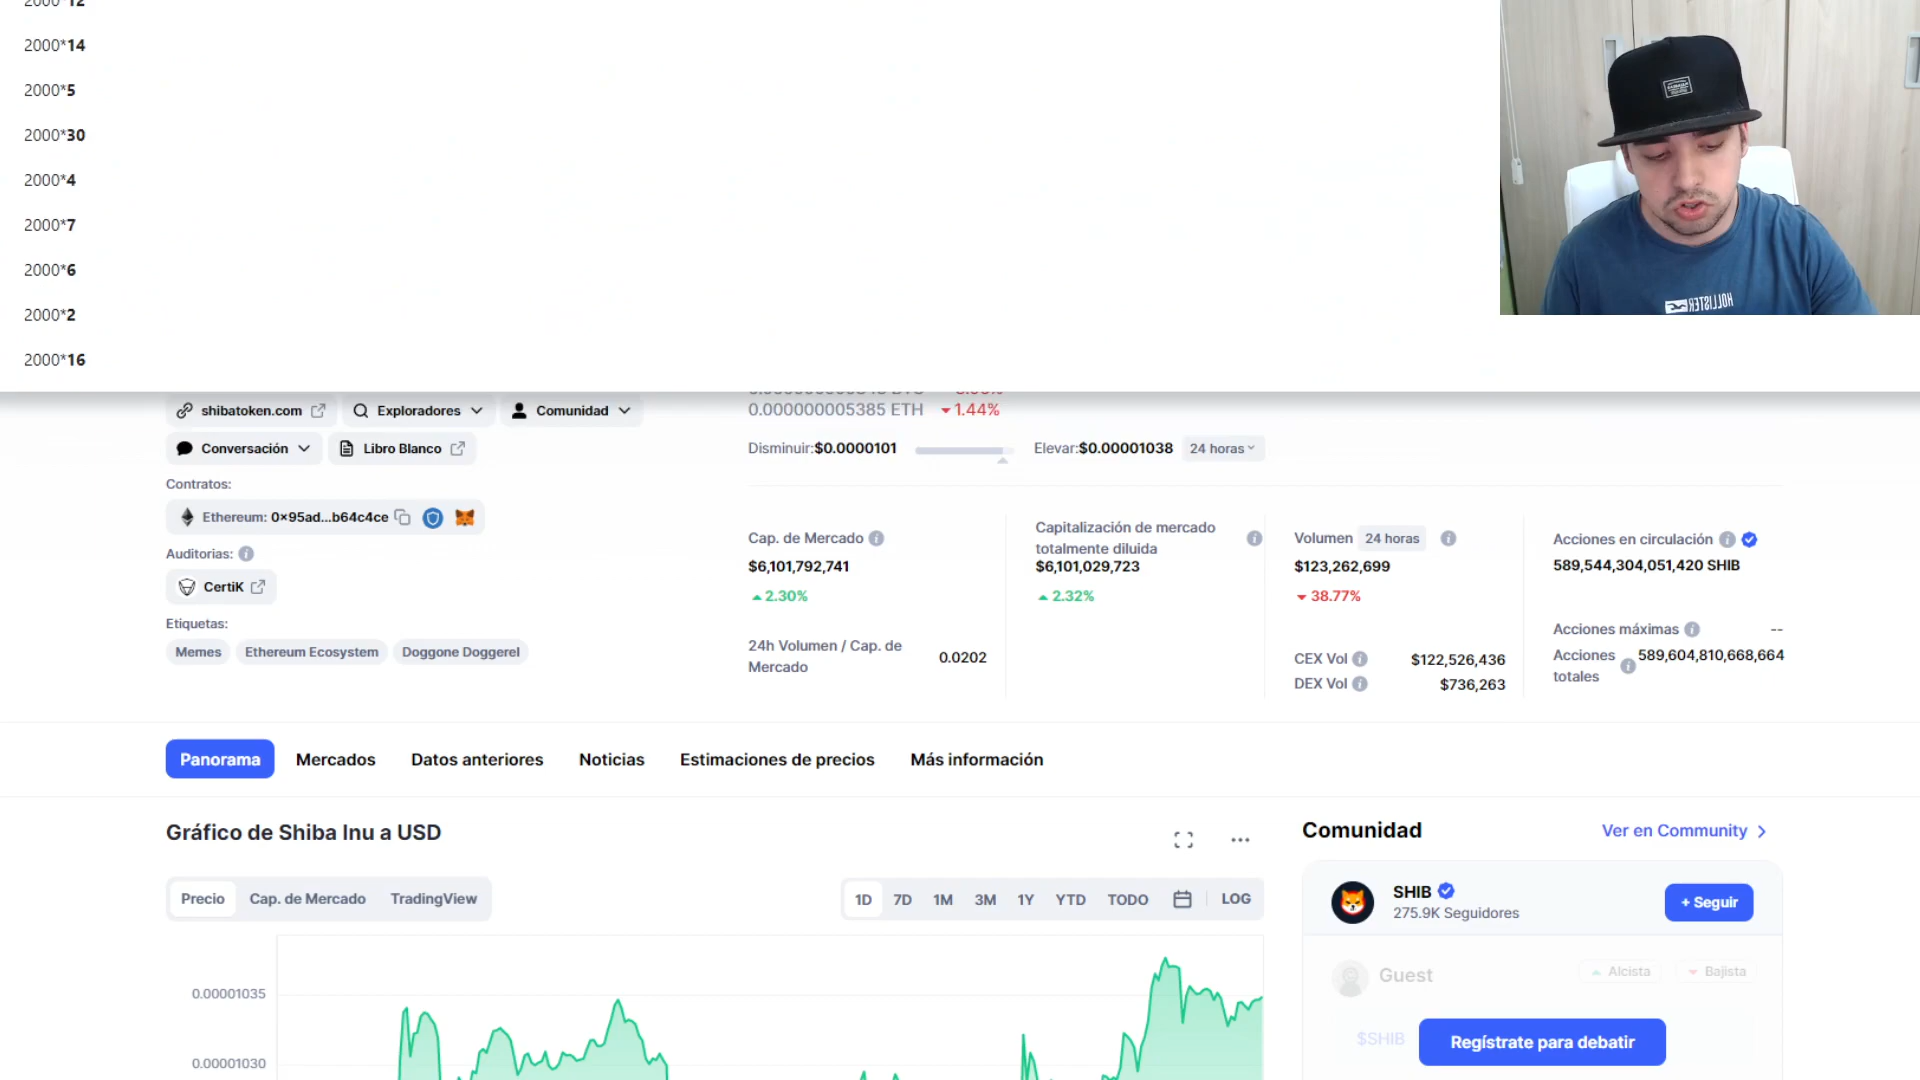 2000*12
2000*14
2000*5
2000*30
2000*4
2000*7
2000*6
2000*2
2000*16
HOLLISTER
shibatoken.com
Exploradores
Comunidad
0.000000005385 ETH
1.44%
Disminuir:$0.0000101
Elevar:$0.00001038
24 horas
Conversación
Libro Blanco
Contratos:
Ethereum: 0x95ad...b64c4ce
Auditorias:
CertiK
Etiquetas:
Memes
Ethereum Ecosystem
Doggone Doggerel
Cap. de Mercado
$6,101,792,741
2.30%
24h Volumen / Cap. de
Mercado
0.0202
Capitalización de mercado
totalmente diluida
$6,101,029,723
2.32%
Volumen
24 horas
$123,262,699
38.77%
CEX Vol
$122,526,436
DEX Vol
$736,263
Acciones en circulación
589,544,304,051,420 SHIB
Acciones máximas
--
Acciones
totales
589,604,810,668,664
Panorama
Mercados
Datos anteriores
Noticias
Estimaciones de precios
Más información
Gráfico de Shiba Inu a USD
Precio
Cap. de Mercado
TradingView
1D
7D
1M
3M
1Y
YTD
TODO
LOG
0.00001035
0.00001030
Comunidad
Ver en Community
SHIB
275.9K Seguidores
+ Seguir
Guest
Alcista
Bajista
$SHIB
Regístrate para debatir